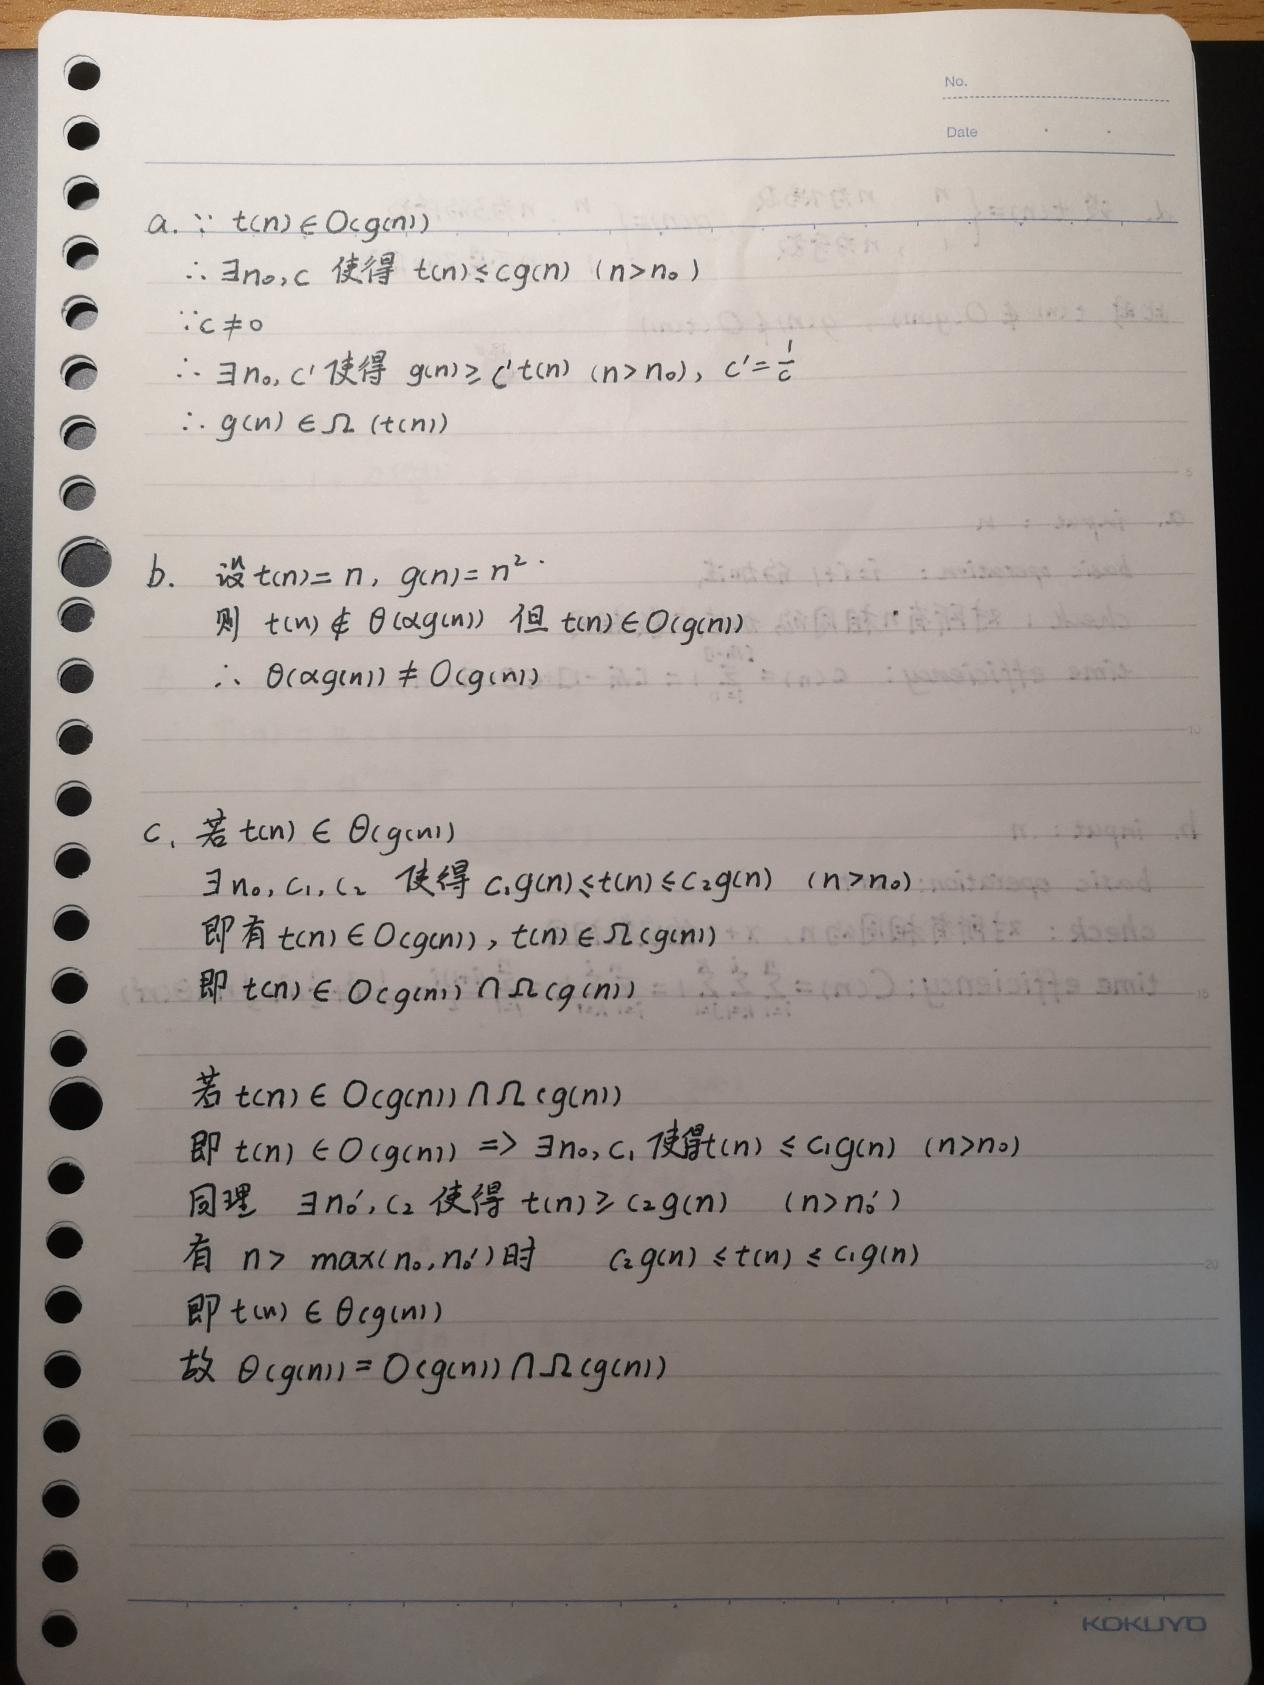 No.
Date
a. ∵ t(n) ∈ O(g(n))
∴ ∃n₀, c 使得 t(n) ≤ cg(n) (n>n₀)
∵ c ≠ 0
∴ ∃n₀, c' 使得 g(n) ≥ c't(n) (n>n₀), c' = 1/c
∴ g(n) ∈ Ω (t(n))
b. 设 t(n) = n, g(n) = n²
则 t(n) ∉ θ(αg(n)) 但 t(n) ∈ O(g(n))
∴ θ(αg(n)) ≠ O(g(n))
c. 若 t(n) ∈ θ(g(n))
∃n₀, c₁, c₂ 使得 c₁g(n) ≤ t(n) ≤ c₂g(n) (n>n₀)
即有 t(n) ∈ O(g(n)), t(n) ∈ Ω(g(n))
即 t(n) ∈ O(g(n)) ∩ Ω(g(n))
若 t(n) ∈ O(g(n)) ∩ Ω(g(n))
即 t(n) ∈ O(g(n)) => ∃n₀, c₁ 使得 t(n) ≤ c₁g(n) (n>n₀)
同理 ∃n₀', c₂ 使得 t(n) ≥ c₂g(n) (n>n₀')
有 n > max(n₀, n₀') 时 c₂g(n) ≤ t(n) ≤ c₁g(n)
即 t(n) ∈ θ(g(n))
故 θ(g(n)) = O(g(n)) ∩ Ω(g(n))
KOKUYO